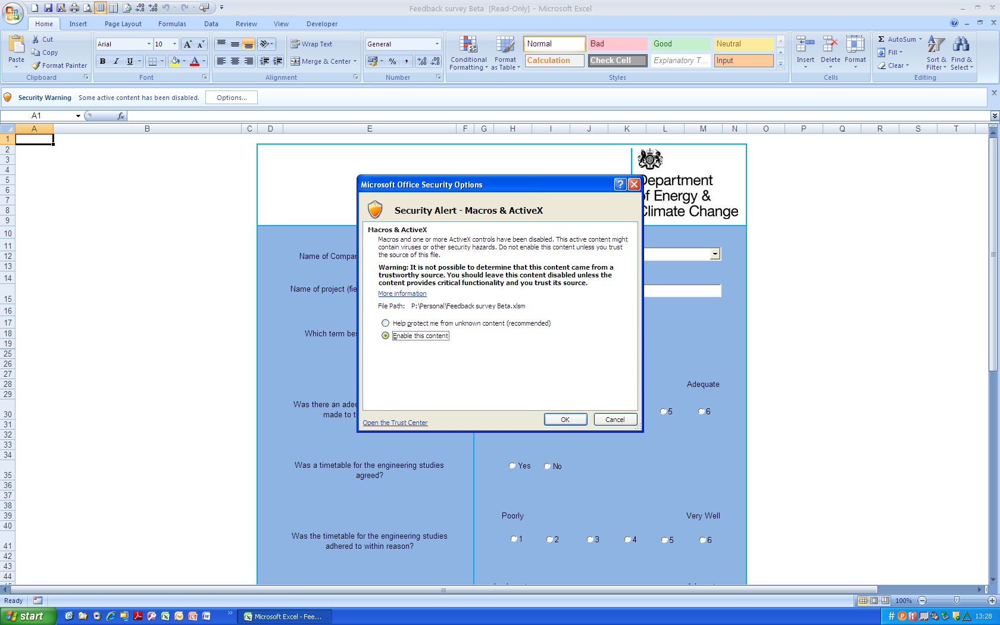 Feedback survey Beta  [Read-Only] - Microsoft Excel
Home Insert Page Layout Formulas Data Review View Developer
Paste
Cut
Copy
Format Painter
Clipboard
Arial 10
B I U
Font
Wrap Text
Merge & Center
Alignment
General
%
Number
Conditional Formatting
Format as Table
Normal Bad Good Neutral
Calculation Check Cell Explanatory T... Input
Styles
Insert Delete Format
Cells
Σ AutoSum
Fill
Clear
Sort & Filter
Find & Select
Editing
Security Warning Some active content has been disabled. Options...
A1 fx
A B C D E F G H I J K L M N O P Q R S T
1
2
3
4
5
6
7
8
9
10
11
12
13
14
15
16
17
18
19
25
26
27
28
29
30
31
32
33
34
35
36
37
38
39
40
41
42
43
44
Department
of Energy &
Climate Change
Name of Compan
Name of project (fie
Which term bes
Adequate
Was there an adec
made to t
5 6
Was a timetable for the engineering studies
agreed?
Yes No
Poorly Very Well
Was the timetable for the engineering studies
adhered to within reason?
1 2 3 4 5 6
Microsoft Office Security Options
Security Alert - Macros & ActiveX
Macros & ActiveX
Macros and one or more ActiveX controls have been disabled. This active content might
contain viruses or other security hazards. Do not enable this content unless you trust
the source of this file.
Warning: It is not possible to determine that this content came from a
trustworthy source. You should leave this content disabled unless the
content provides critical functionality and you trust its source.
More information
File Path: P:\Personal\Feedback survey Beta.xlsm
Help protect me from unknown content (recommended)
Enable this content
Open the Trust Center
OK Cancel
Ready 100%
start Microsoft Excel - Fee... 13:28